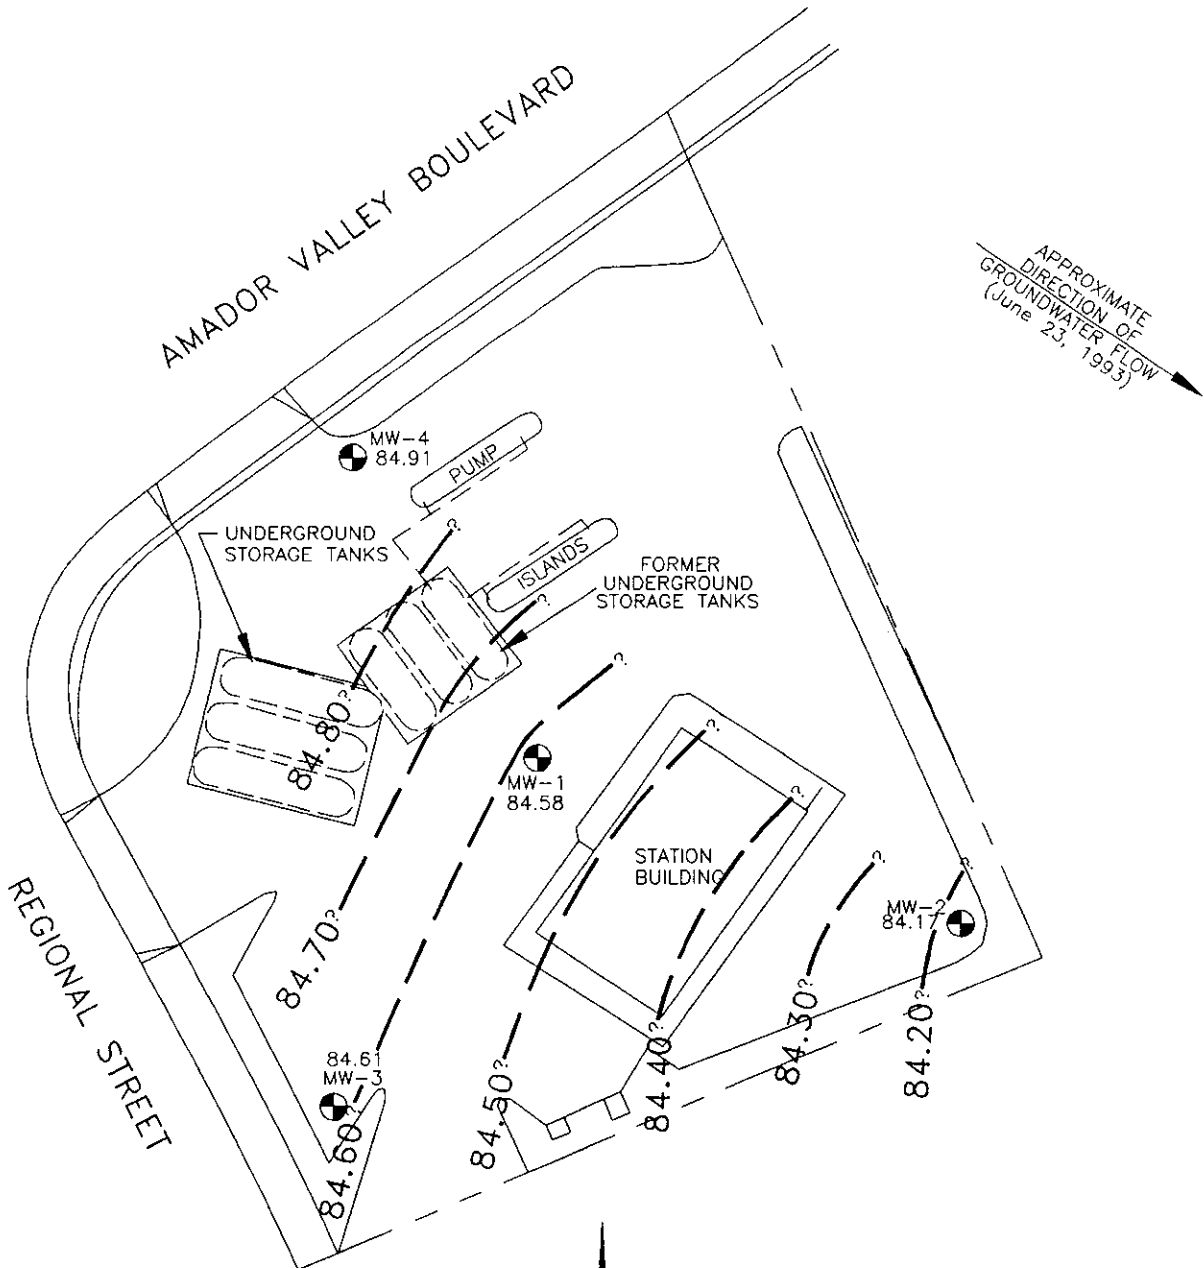 AMADOR VALLEY BOULEVARD
APPROXIMATE
DIRECTION OF
GROUNDWATER FLOW
(June 23, 1993)
MW-4
84.91
PUMP
?
UNDERGROUND
STORAGE TANKS
ISLANDS
FORMER
UNDERGROUND
STORAGE TANKS
?
?
84.80?
?
MW-1
84.58
?
STATION
BUILDING
?
?
MW-2
84.17
REGIONAL STREET
84.70?
84.61
MW-3
84.60?
84.50?
84.40?
84.30?
84.20?